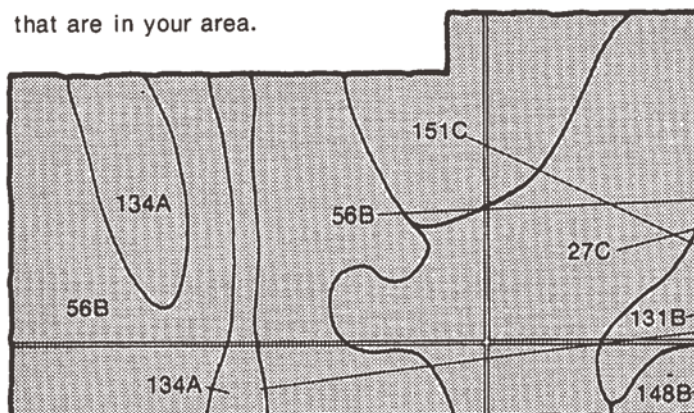 that are in your area.
151C
134A
56B
27C
56B
131B
134A
148B